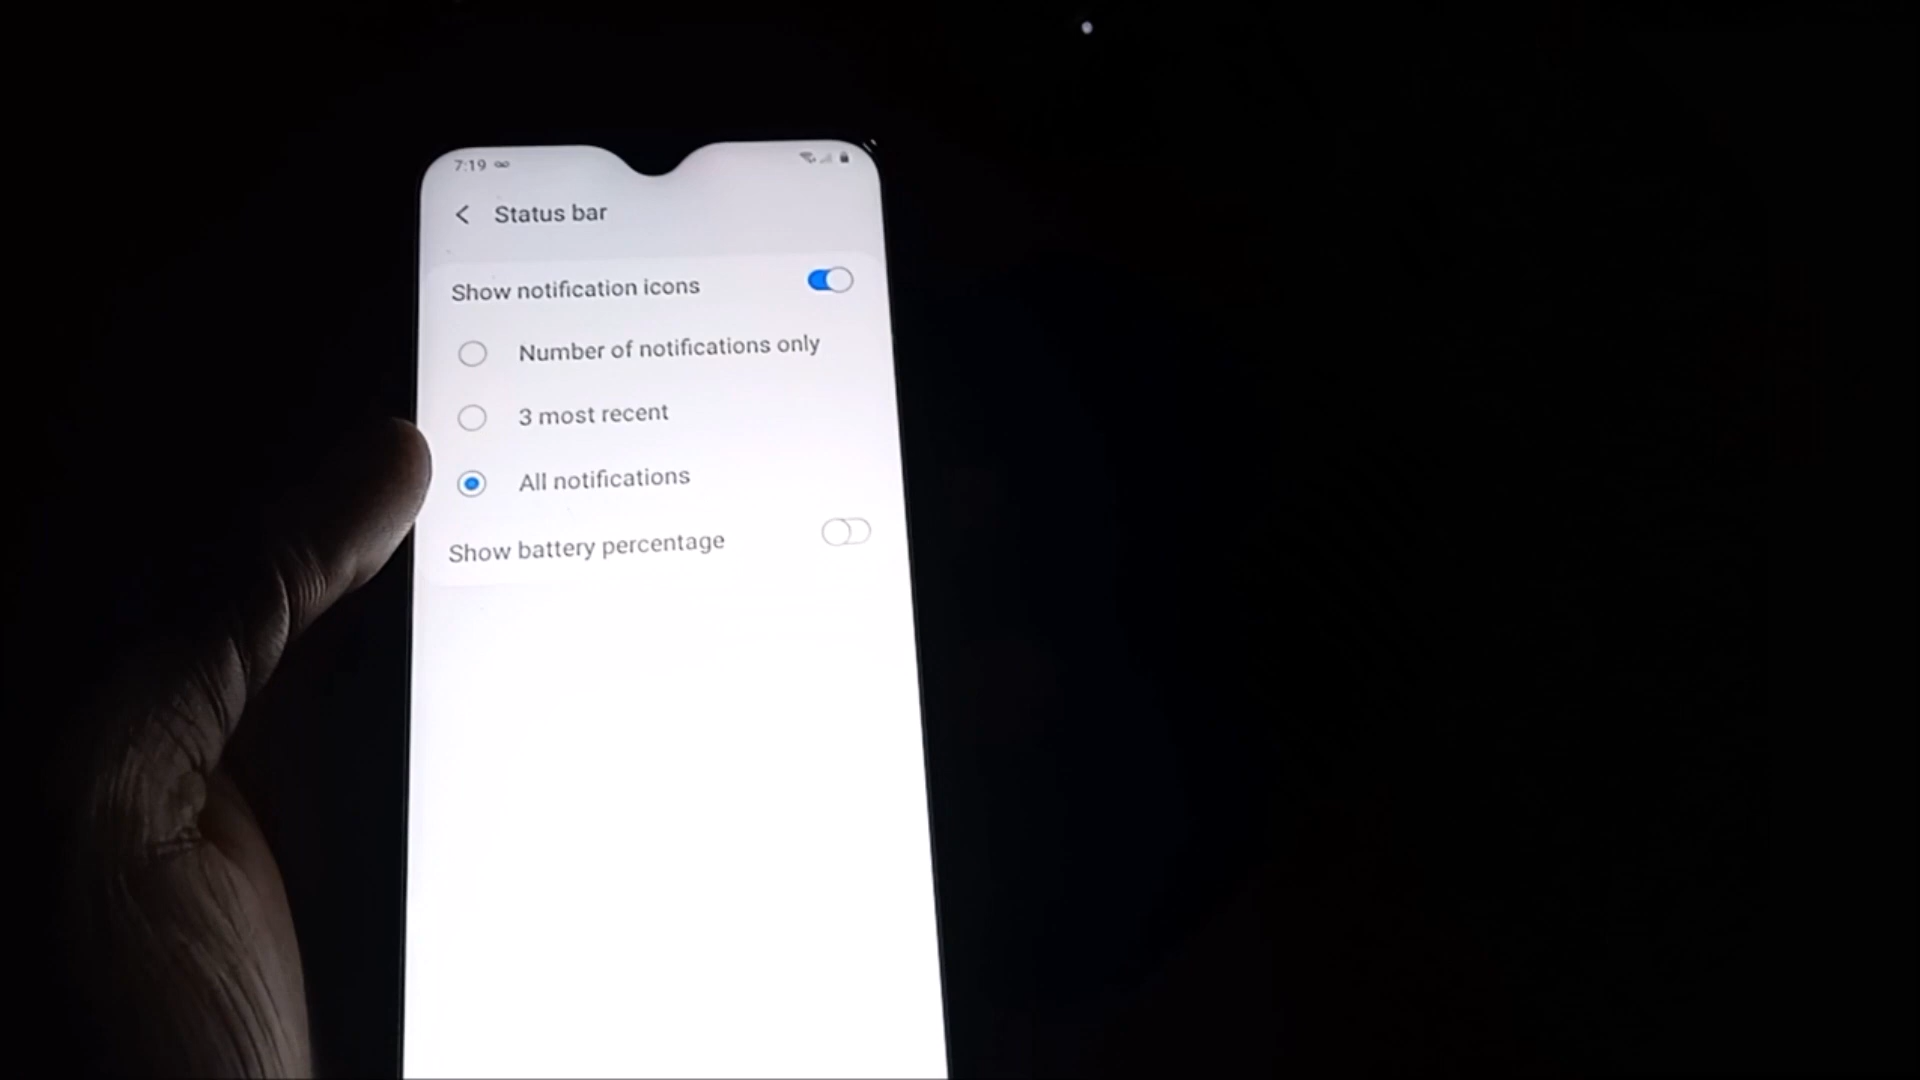 7:19
Status bar
Show notification icons
Number of notifications only
3 most recent
All notifications
Show battery percentage